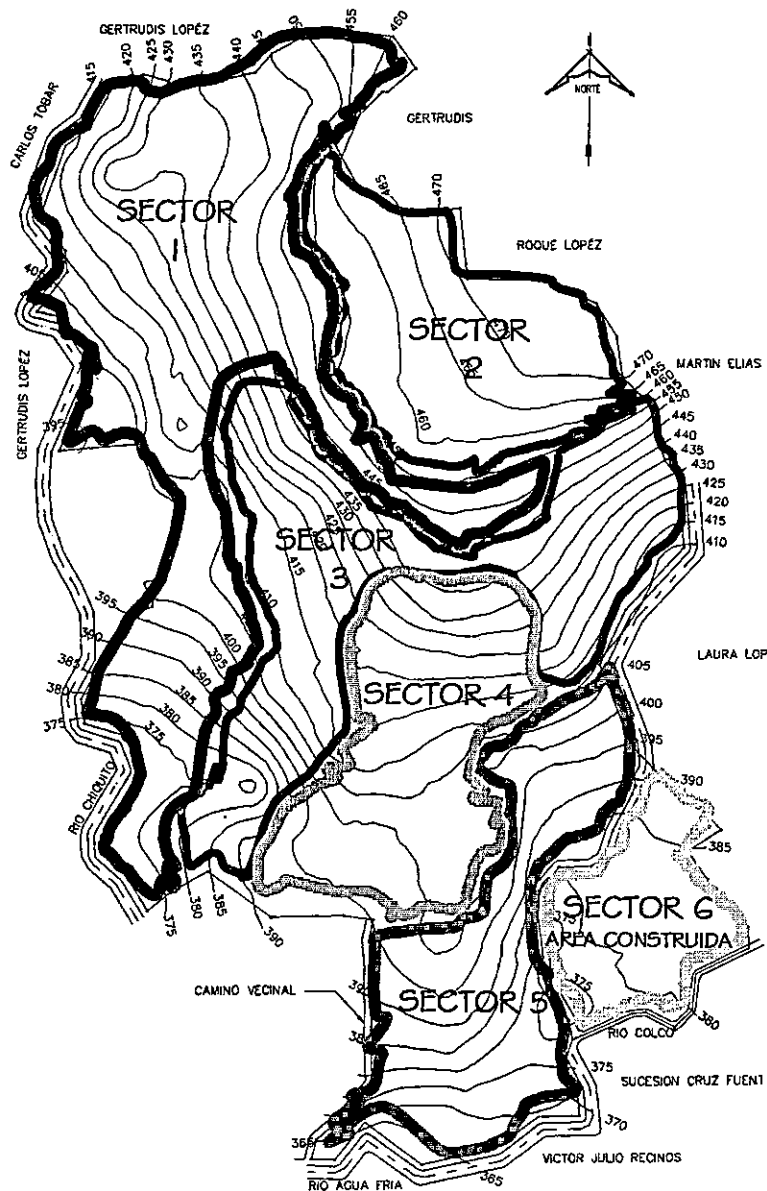 GERTRUDIS LOPÉZ
415
420
425
430
435
440
455
460
CARLOS TOBAR
NORTE
GERTRUDIS
SECTOR
1
465
470
ROQUE LOPÉZ
SECTOR
2
460
470
465
460
455
450
445
440
435
430
425
420
415
410
MARTIN ELIAS
GERTRUDIS LOPÉZ
395
435
430
415
410
SECTOR
3
395
390
385
380
375
400
395
390
380
375
LAURA LOP
405
400
395
390
385
SECTOR 4
RIO CHIQUITO
375
380
385
390
SECTOR 6
AREA CONSTRUIDA
375
380
RIO COLCO
CAMINO VECINAL
SECTOR 5
375
370
SUCESION CRUZ FUENT
VICTOR JULIO RECINOS
365
RIO AGUA FRIA